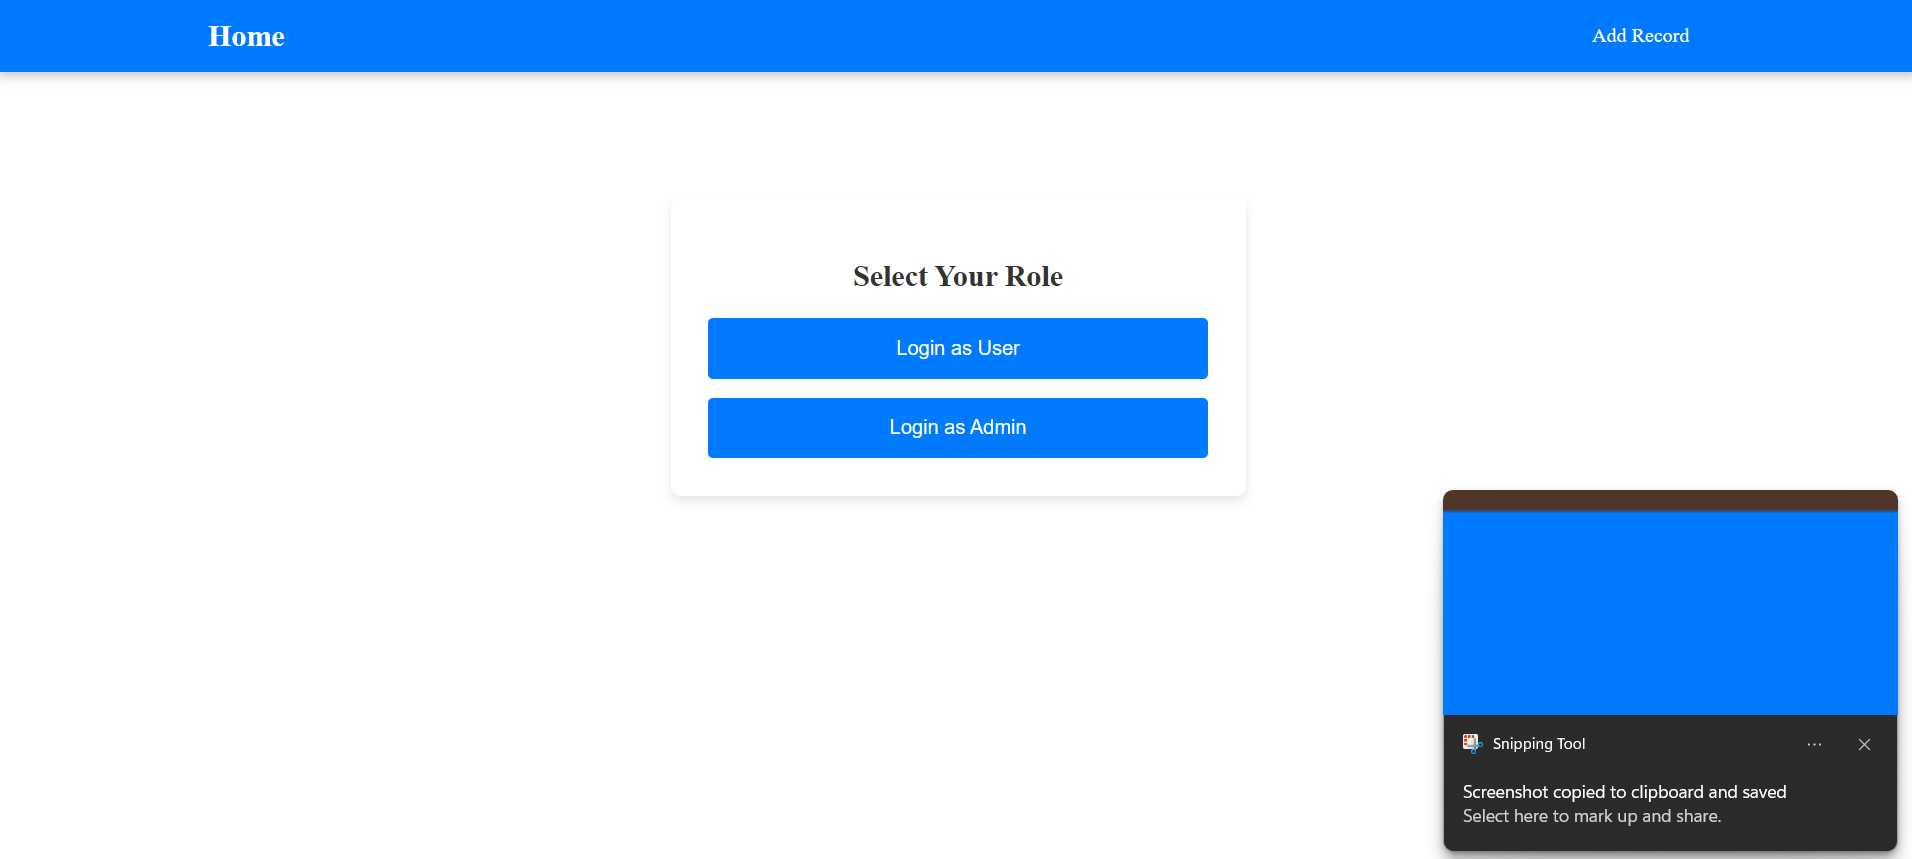 Home
Add Record
Select Your Role
Login as User
Login as Admin
Snipping Tool
Screenshot copied to clipboard and saved
Select here to mark up and share.